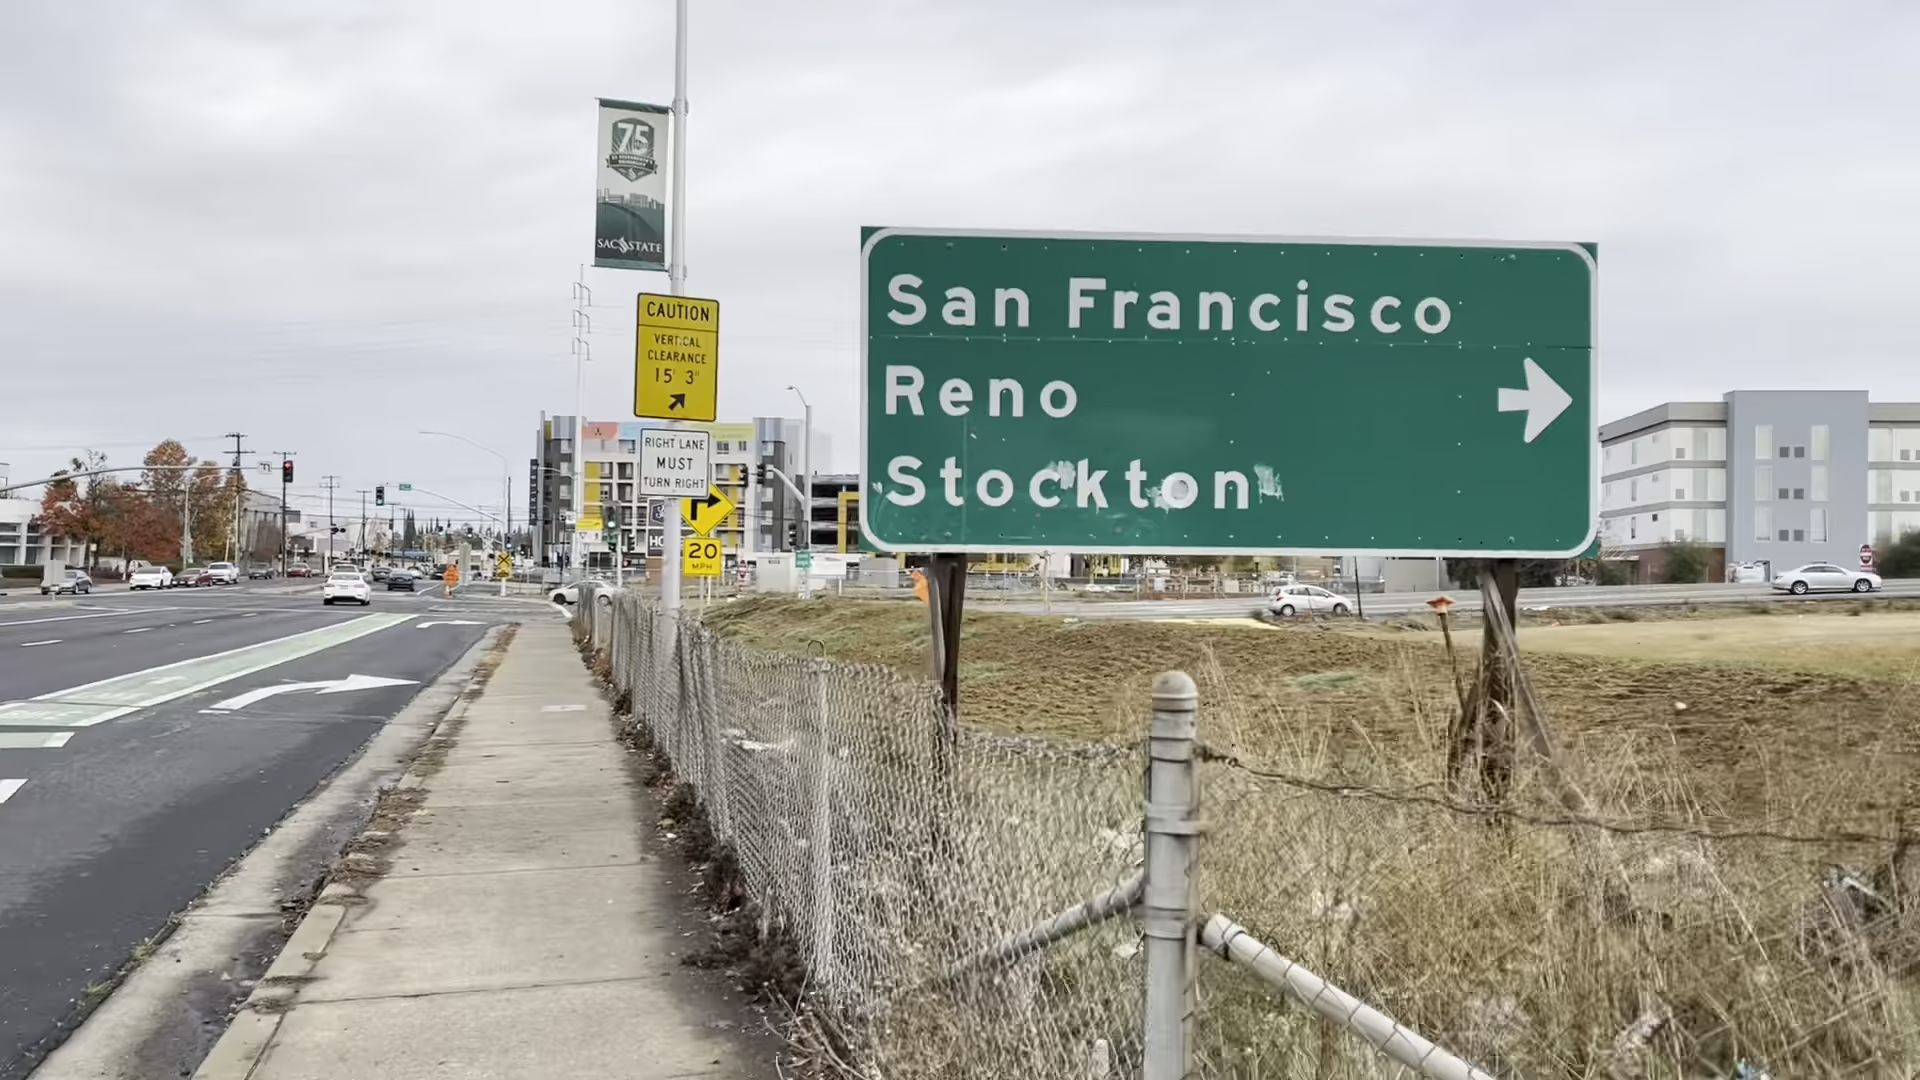 75
SAC STATE
CAUTION
VERTICAL
CLEARANCE
15' 3"
RIGHT LANE
MUST
TURN RIGHT
20
MPH
San Francisco
Reno
Stockton